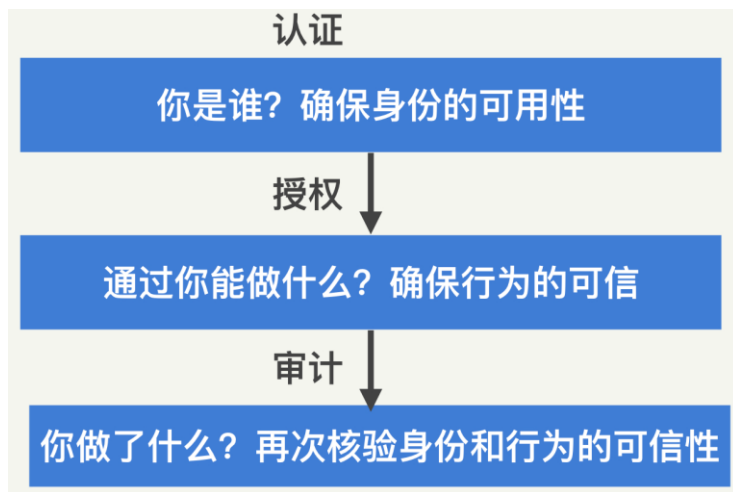 认证
你是谁？确保身份的可用性
授权
通过你能做什么？确保行为的可信
审计
你做了什么？再次核验身份和行为的可信性